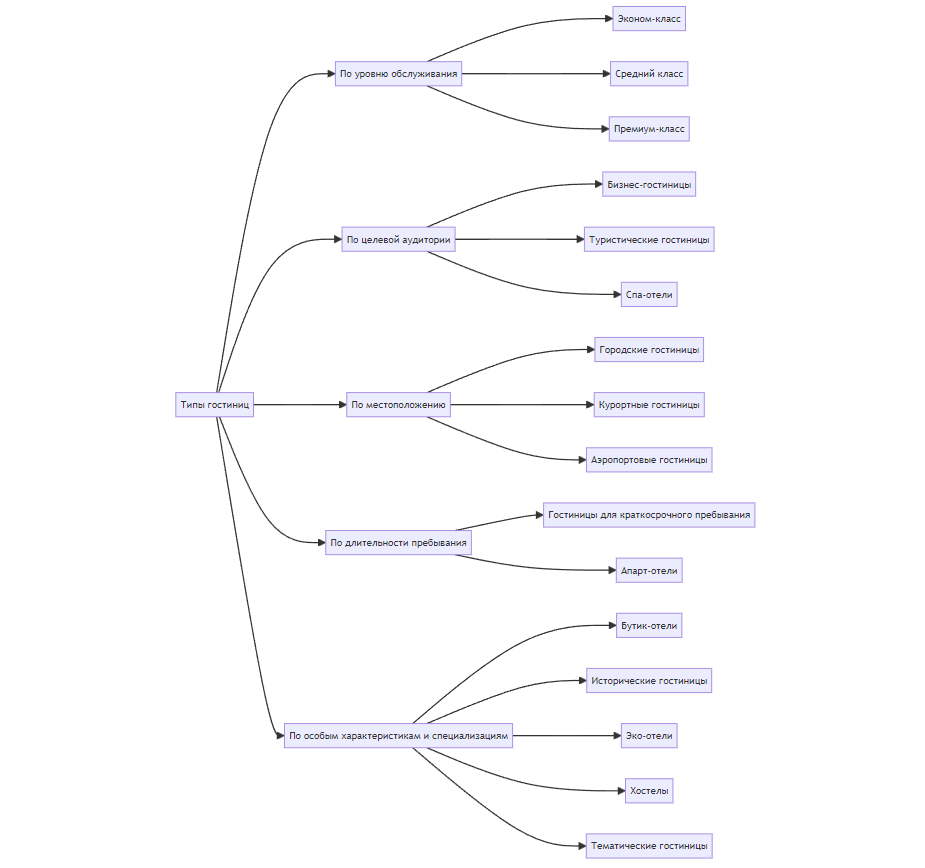 Типы гостиниц
По уровню обслуживания
Эконом-класс
Средний класс
Премиум-класс
По целевой аудитории
Бизнес-гостиницы
Туристические гостиницы
Спа-отели
По местоположению
Городские гостиницы
Курортные гостиницы
Аэропортовые гостиницы
По длительности пребывания
Гостиницы для краткосрочного пребывания
Апарт-отели
По особым характеристикам и специализациям
Бутик-отели
Исторические гостиницы
Эко-отели
Хостелы
Тематические гостиницы